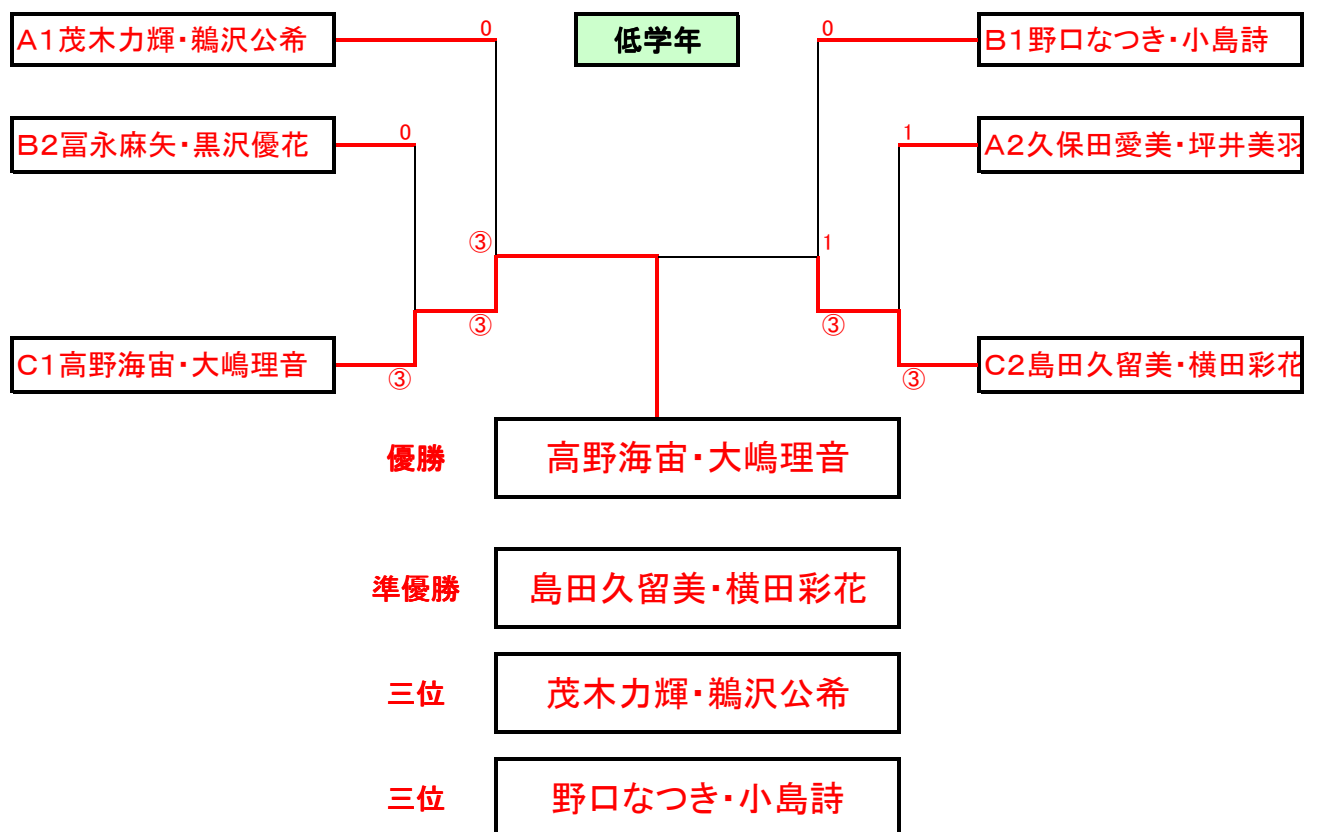 A1茂木力輝・鵜沢公希
0
低学年
0
B1野口なつき・小島詩
B2冨永麻矢・黒沢優花
0
1
A2久保田愛美・坪井美羽
③
1
③
③
C1高野海宙・大嶋理音
③
③
C2島田久留美・横田彩花
優勝
高野海宙・大嶋理音
準優勝
島田久留美・横田彩花
三位
茂木力輝・鵜沢公希
三位
野口なつき・小島詩